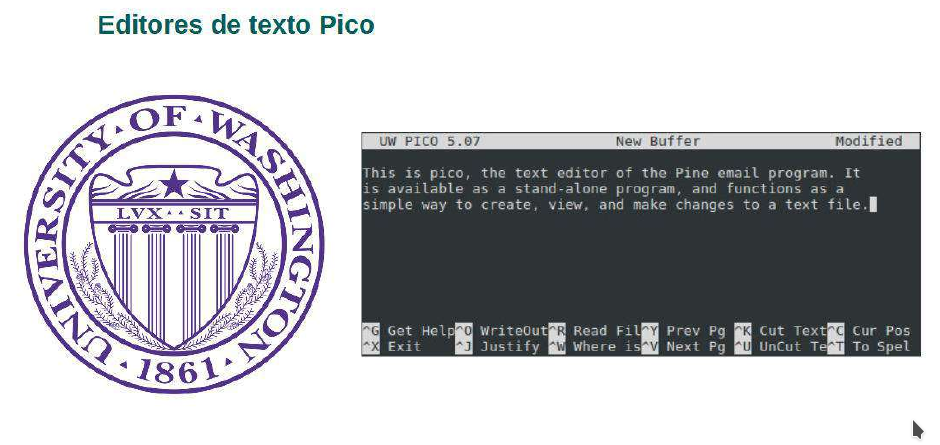 Editores de texto Pico
UNIVERSITY · OF · WASHINGTON ·
LVX · · SIT
· 1861 ·
UW PICO 5.07 New Buffer Modified
This is pico, the text editor of the Pine email program. It
is available as a stand-alone program, and functions as a
simple way to create, view, and make changes to a text file.
^G Get Help^O WriteOut^R Read Fil^Y Prev Pg ^K Cut Text^C Cur Pos
^X Exit ^J Justify ^W Where is^V Next Pg ^U UnCut Te^T To Spel